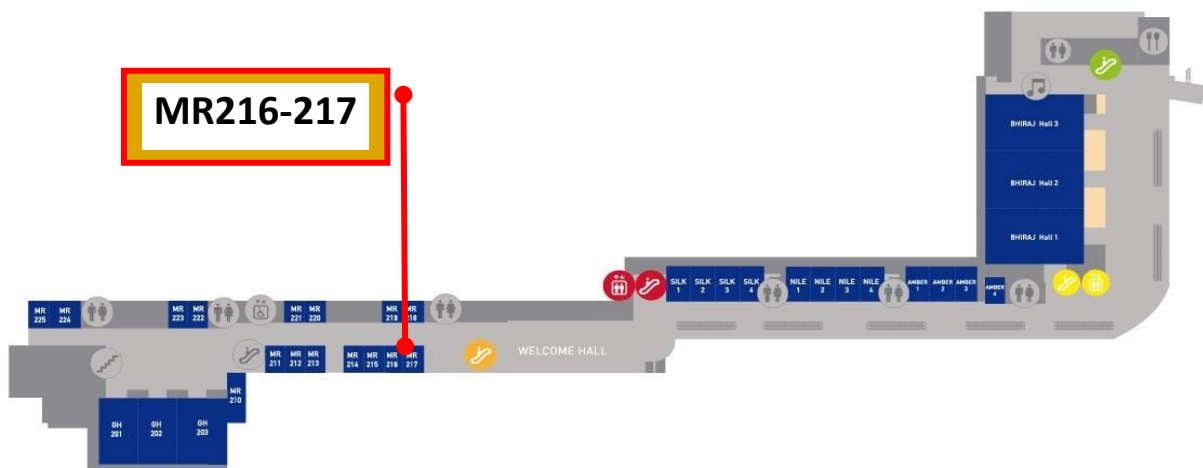 MR216-217
BHIRAJ Hall 3
BHIRAJ Hall 2
BHIRAJ Hall 1
SILK
1
SILK
2
SILK
3
SILK
4
NILE
1
NILE
2
NILE
3
NILE
4
AMBER
1
AMBER
2
AMBER
3
AMBER
4
MR
225
MR
224
MR
223
MR
222
MR
221
MR
220
MR
219
MR
218
WELCOME HALL
MR
211
MR
212
MR
213
MR
214
MR
215
MR
216
MR
217
MR
210
GH
201
GH
202
GH
203